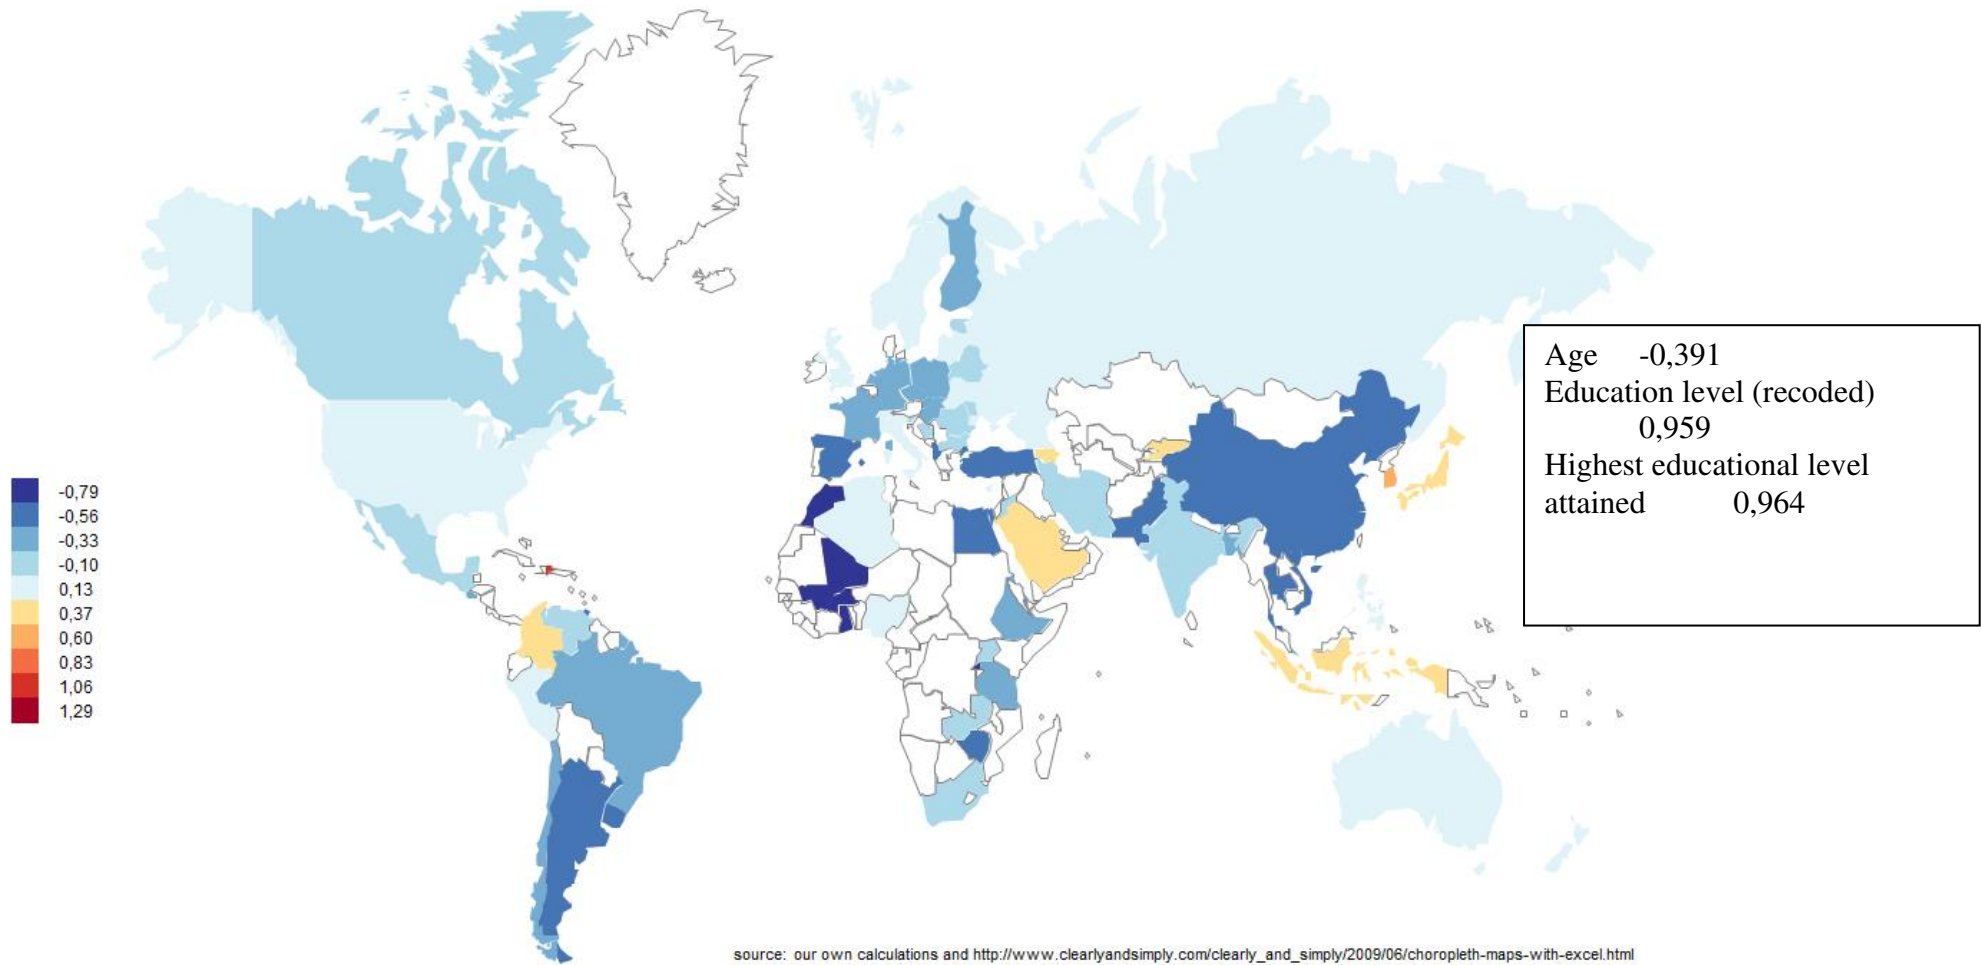 -0,79
-0,56
-0,33
-0,10
0,13
0,37
0,60
0,83
1,06
1,29
Age -0,391
Education level (recoded)
0,959
Highest educational level
attained 0,964
source: our own calculations and http://www.clearlyandsimply.com/clearly_and_simply/2009/06/choropleth-maps-with-excel.html